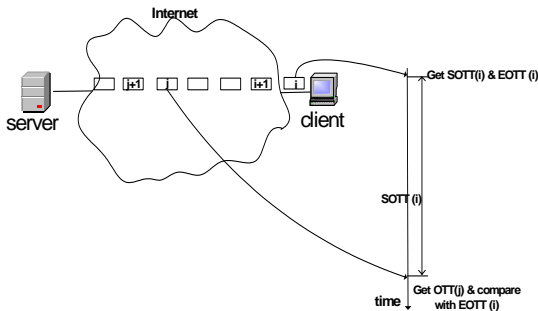 Internet
j+1
j
i+1
i
Get SOTT(i) & EOTT (i)
server
client
SOTT (i)
Get OTT(j) & compare
with EOTT (i)
time